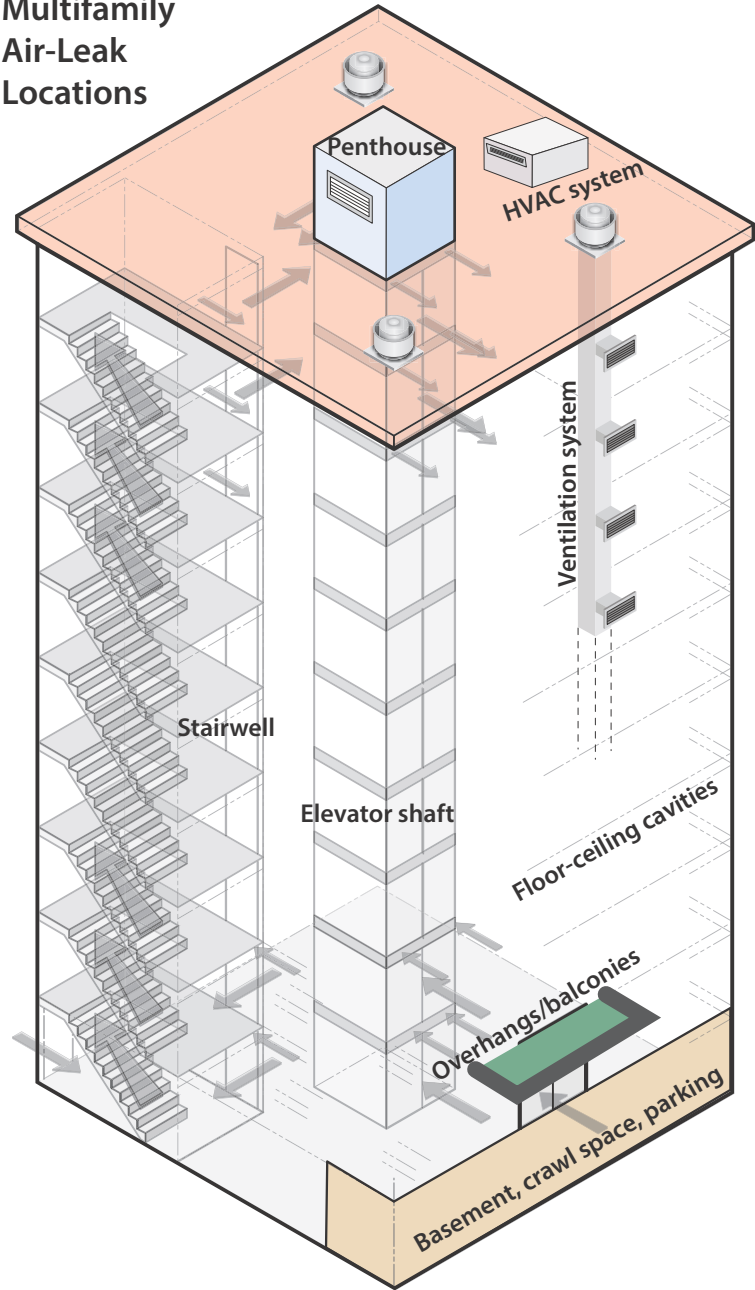 Multifamily
Air-Leak
Locations
Penthouse
HVAC system
Ventilation system
Stairwell
Elevator shaft
Floor-ceiling cavities
Overhangs/balconies
Basement, crawl space, parking